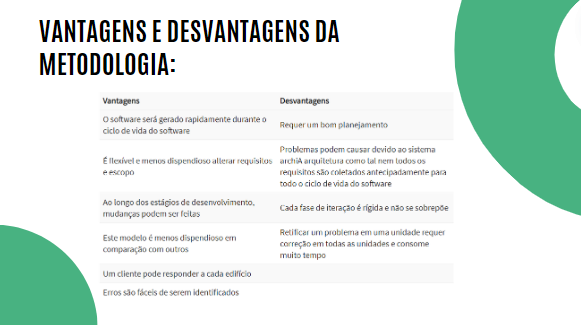 VANTAGENS E DESVANTAGENS DA
METODOLOGIA:
Vantagens
Desvantagens
O software será gerado rapidamente durante o
ciclo de vida do software
Requer um bom planejamento
É flexível e menos dispendioso alterar requisitos
e escopo
Problemas podem causar devido ao sistema
archiA arquitetura como tal nem todos os
requisitos são coletados antecipadamente para
todo o ciclo de vida do software
Ao longo dos estágios de desenvolvimento,
mudanças podem ser feitas
Cada fase de iteração é rígida e não se sobrepõe
Este modelo é menos dispendioso em
comparação com outros
Retificar um problema em uma unidade requer
correção em todas as unidades e consome
muito tempo
Um cliente pode responder a cada edifício
Erros são fáceis de serem identificados